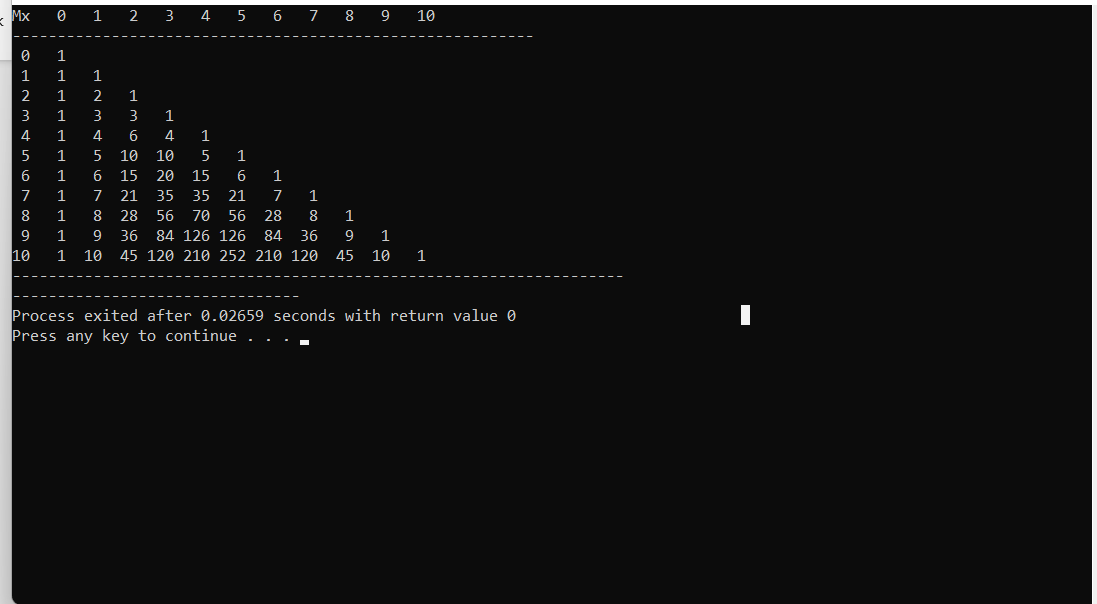 Mx   0   1   2   3   4   5   6   7   8   9   10
----------------------------------------------------------
 0   1
 1   1   1
 2   1   2   1
 3   1   3   3   1
 4   1   4   6   4   1
 5   1   5  10  10   5   1
 6   1   6  15  20  15   6   1
 7   1   7  21  35  35  21   7   1
 8   1   8  28  56  70  56  28   8   1
 9   1   9  36  84 126 126  84  36   9   1
10   1  10  45 120 210 252 210 120  45  10   1
--------------------------------------------------------------------
--------------------------------
Process exited after 0.02659 seconds with return value 0
Press any key to continue . . .